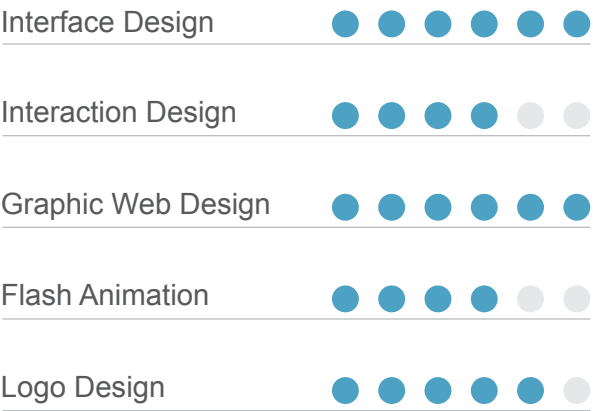 Interface Design
Interaction Design
Graphic Web Design
Flash Animation
Logo Design